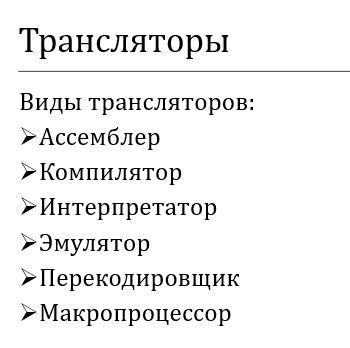 Трансляторы
Виды трансляторов:
➢Ассемблер
➢Компилятор
➢Интерпретатор
➢Эмулятор
➢Перекодировщик
➢Макропроцессор